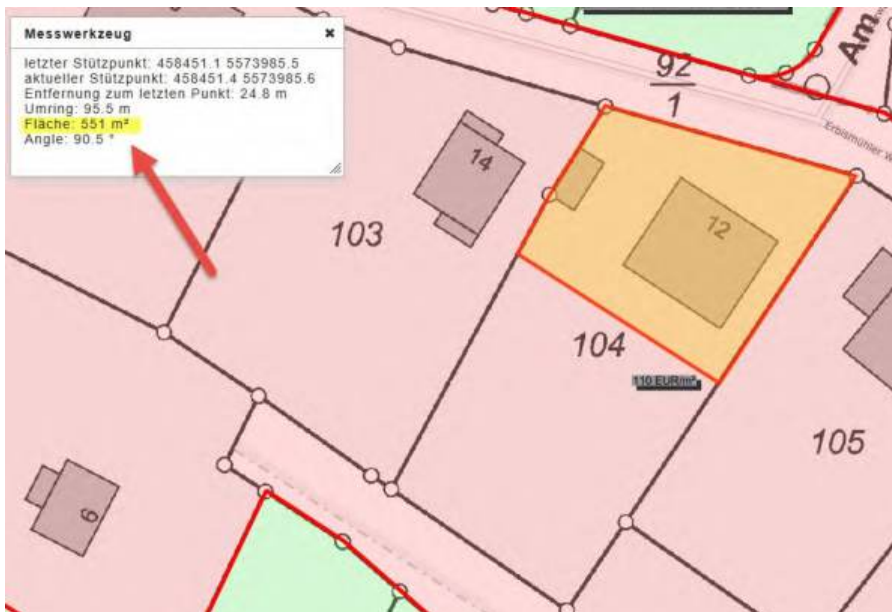 Messwerkzeug ×
letzter Stützpunkt: 458451.1 5573985.5
aktueller Stützpunkt: 458451.4 5573985.6
Entfernung zum letzten Punkt: 24.8 m
Umring: 95.5 m
Fläche: 551 m²
Angle: 90.5 °
92
1
Am
Erbismühler W
14
12
103
104
110 EUR/m²
105
6